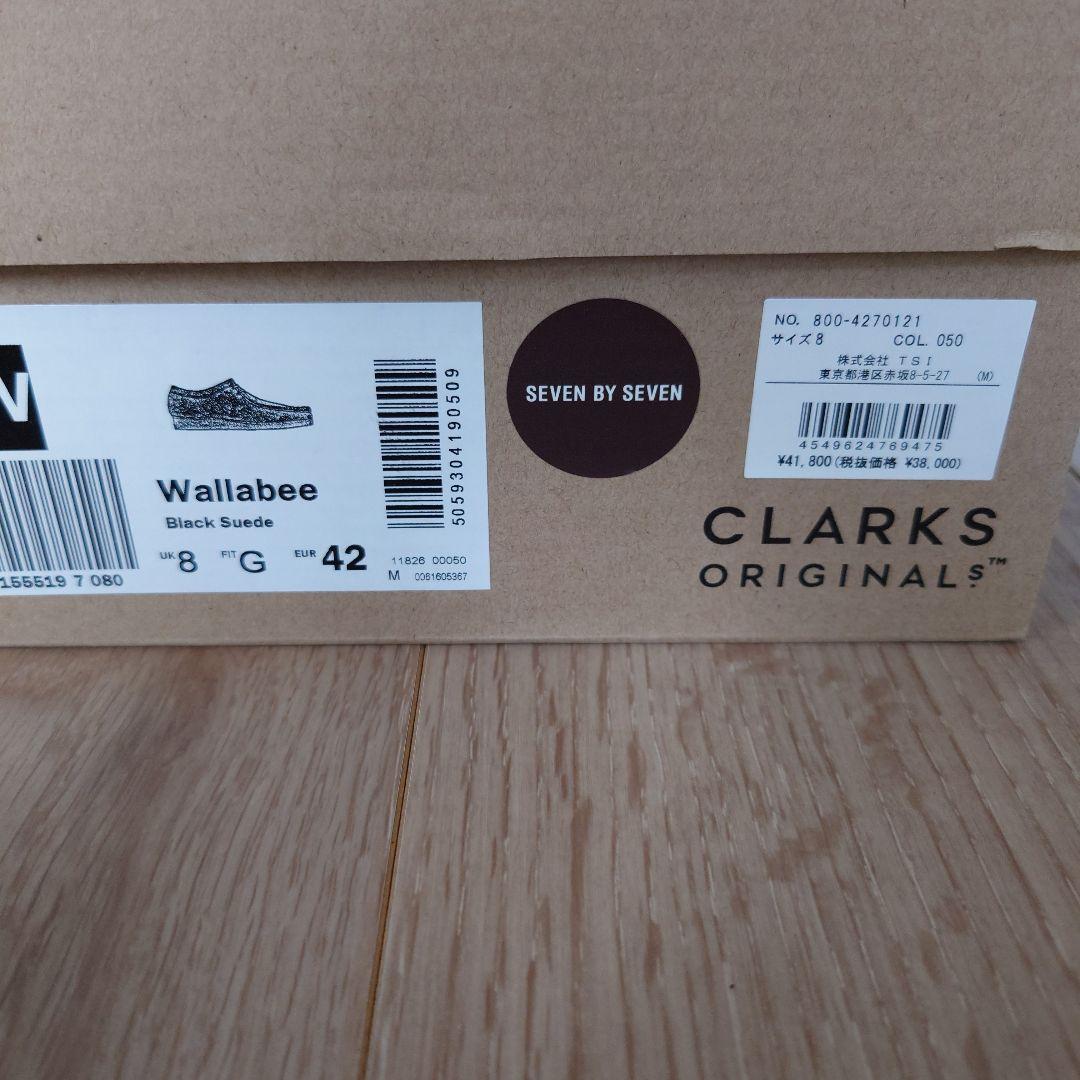 W
155519 7 080
Wallabee
Black Suede
UK 8 FIT G EUR 42
5059304190509
11826 00050
M 0061605367
SEVEN BY SEVEN
NO. 800-4270121
サイズ8 COL. 050
株式会社 TSI
東京都港区赤坂8-5-27 (M)
4549624769475
¥41,800(税抜価格 ¥38,000)
CLARKS
ORIGINALS™